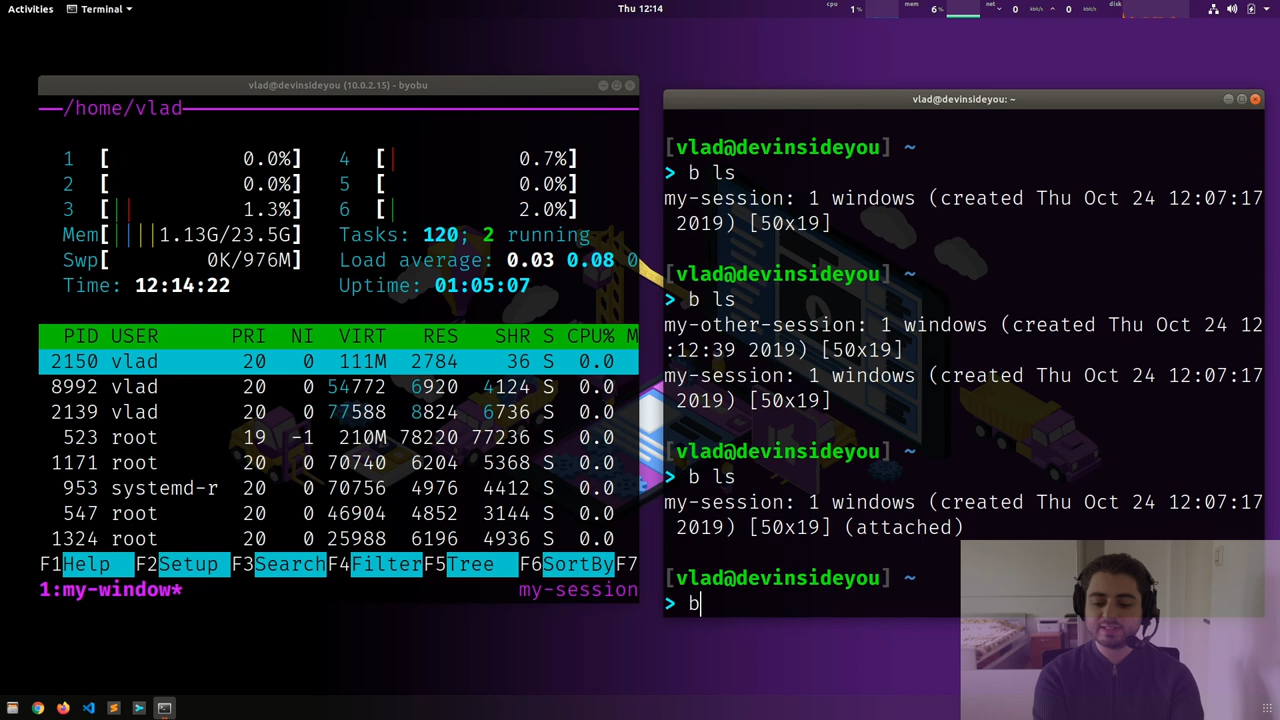 Activities Terminal Thu 12:14 cpu 1% mem 6% net 0 kb/s 0 kb/s disk
vlad@devinsideyou (10.0.2.15) - byobu
/home/vlad
1 [ 0.0%] 4 [| 0.7%]
2 [ 0.0%] 5 [ 0.0%]
3 [|| 1.3%] 6 [| 2.0%]
Mem[||||1.13G/23.5G] Tasks: 120; 2 running
Swp[ 0K/976M] Load average: 0.03 0.08 0
Time: 12:14:22 Uptime: 01:05:07
PID USER PRI NI VIRT RES SHR S CPU% M
2150 vlad 20 0 111M 2784 36 S 0.0
8992 vlad 20 0 54772 6920 4124 S 0.0
2139 vlad 20 0 77588 8824 6736 S 0.0
523 root 19 -1 210M 78220 77236 S 0.0
1171 root 20 0 70740 6204 5368 S 0.0
953 systemd-r 20 0 70756 4976 4412 S 0.0
547 root 20 0 46904 4852 3144 S 0.0
1324 root 20 0 25988 6196 4936 S 0.0
F1Help F2Setup F3Search F4Filter F5Tree F6SortBy F7
1:my-window* my-session
vlad@devinsideyou: ~
[vlad@devinsideyou] ~
> b ls
my-session: 1 windows (created Thu Oct 24 12:07:17
2019) [50x19]
[vlad@devinsideyou] ~
> b ls
my-other-session: 1 windows (created Thu Oct 24 12
:12:39 2019) [50x19]
my-session: 1 windows (created Thu Oct 24 12:07:17
2019) [50x19]
[vlad@devinsideyou] ~
> b ls
my-session: 1 windows (created Thu Oct 24 12:07:17
2019) [50x19] (attached)
[vlad@devinsideyou] ~
> b